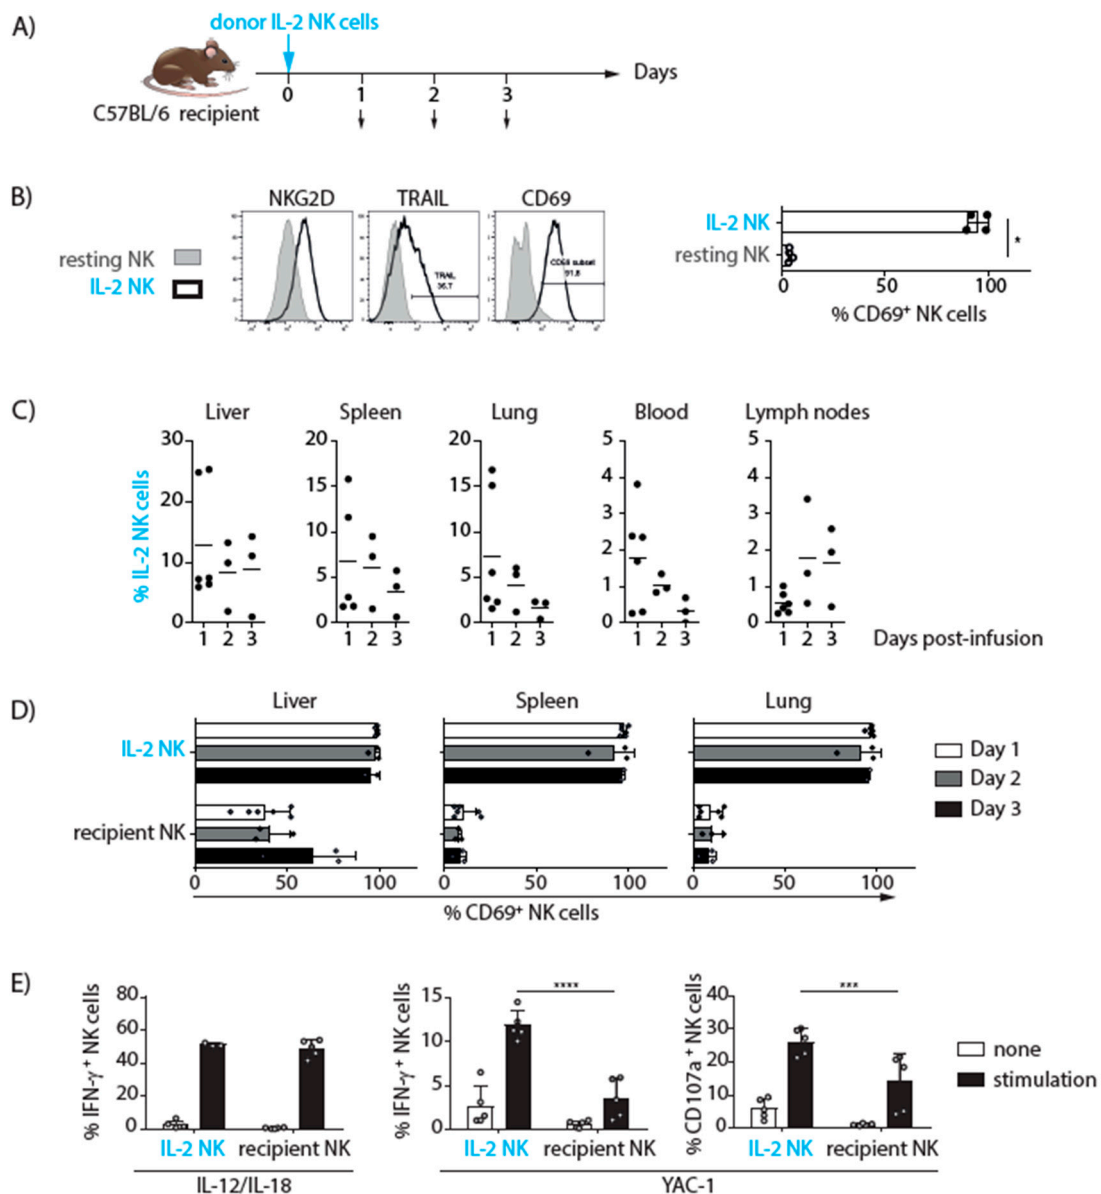 A)
donor IL-2 NK cells
Days
0 1 2 3
C57BL/6 recipient
B)
NKG2D TRAIL CD69
resting NK
IL-2 NK
TRAIL
36.7
CD69 subset
91.8
IL-2 NK
resting NK
*
0 50 100
% CD69+ NK cells
C)
Liver Spleen Lung Blood Lymph nodes
% IL-2 NK cells
30 20 10 0
20 15 10 5 0
20 15 10 5 0
5 4 3 2 1 0
5 4 3 2 1 0
1 2 3 1 2 3 1 2 3 1 2 3 1 2 3
Days post-infusion
D)
Liver Spleen Lung
IL-2 NK
recipient NK
Day 1
Day 2
Day 3
0 50 100 0 50 100 0 50 100
% CD69+ NK cells
E)
% IFN-γ+ NK cells
80 60 40 20 0
IL-2 NK recipient NK
IL-12/IL-18
% IFN-γ+ NK cells
15 10 5 0
****
IL-2 NK recipient NK
% CD107a+ NK cells
40 30 20 10 0
***
IL-2 NK recipient NK
YAC-1
none
stimulation